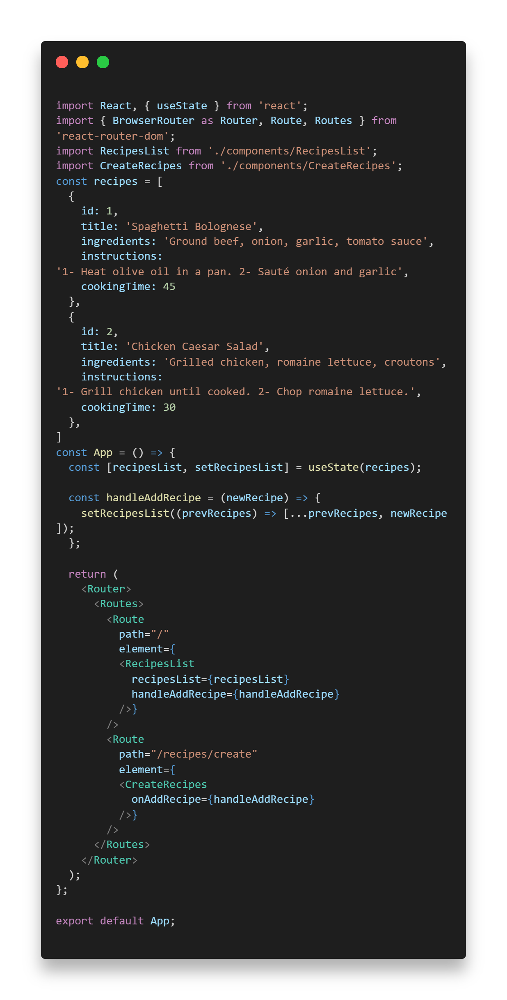 import React, { useState } from 'react';
import { BrowserRouter as Router, Route, Routes } from
'react-router-dom';
import RecipesList from './components/RecipesList';
import CreateRecipes from './components/CreateRecipes';
const recipes = [
  {
    id: 1,
    title: 'Spaghetti Bolognese',
    ingredients: 'Ground beef, onion, garlic, tomato sauce',
    instructions:
'1- Heat olive oil in a pan. 2- Sauté onion and garlic',
    cookingTime: 45
  },
  {
    id: 2,
    title: 'Chicken Caesar Salad',
    ingredients: 'Grilled chicken, romaine lettuce, croutons',
    instructions:
'1- Grill chicken until cooked. 2- Chop romaine lettuce.',
    cookingTime: 30
  },
]
const App = () => {
  const [recipesList, setRecipesList] = useState(recipes);

  const handleAddRecipe = (newRecipe) => {
    setRecipesList((prevRecipes) => [...prevRecipes, newRecipe
]);
  };

  return (
    <Router>
      <Routes>
        <Route
          path="/"
          element={
          <RecipesList
            recipesList={recipesList}
            handleAddRecipe={handleAddRecipe}
          />}
        />
        <Route
          path="/recipes/create"
          element={
          <CreateRecipes
            onAddRecipe={handleAddRecipe}
          />}
        />
      </Routes>
    </Router>
  );
};

export default App;